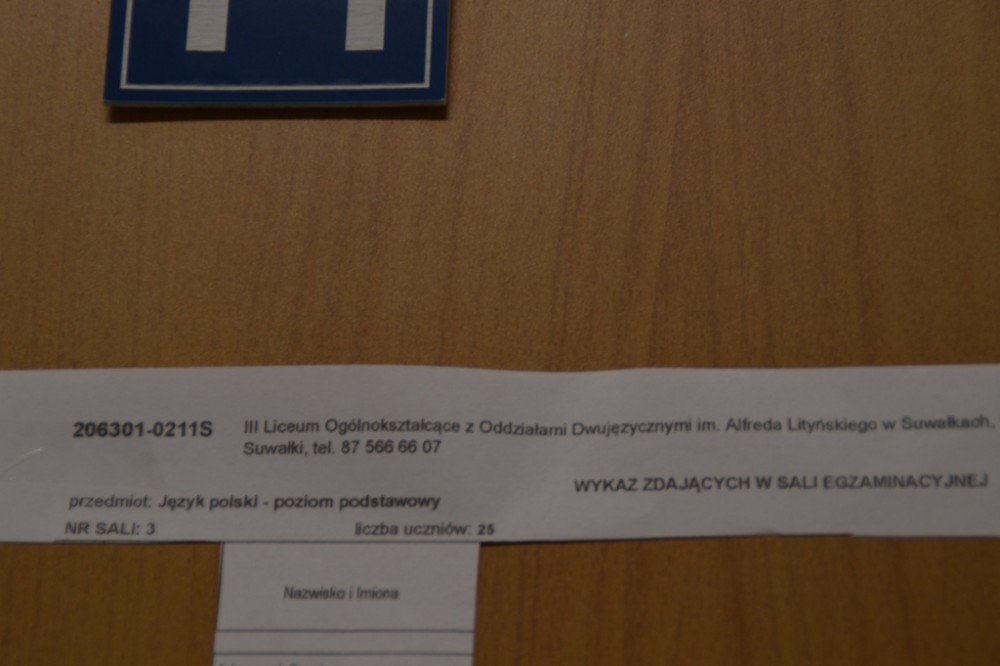 206301-0211S
III Liceum Ogólnokształcące z Oddziałami Dwujęzycznymi im. Alfreda Lityńskiego w Suwałkach,
Suwałki, tel. 87 566 66 07
WYKAZ ZDAJĄCYCH W SALI EGZAMINACYJNEJ
przedmiot: Język polski - poziom podstawowy
NR SALI: 3
liczba uczniów: 25
Nazwisko i Imiona